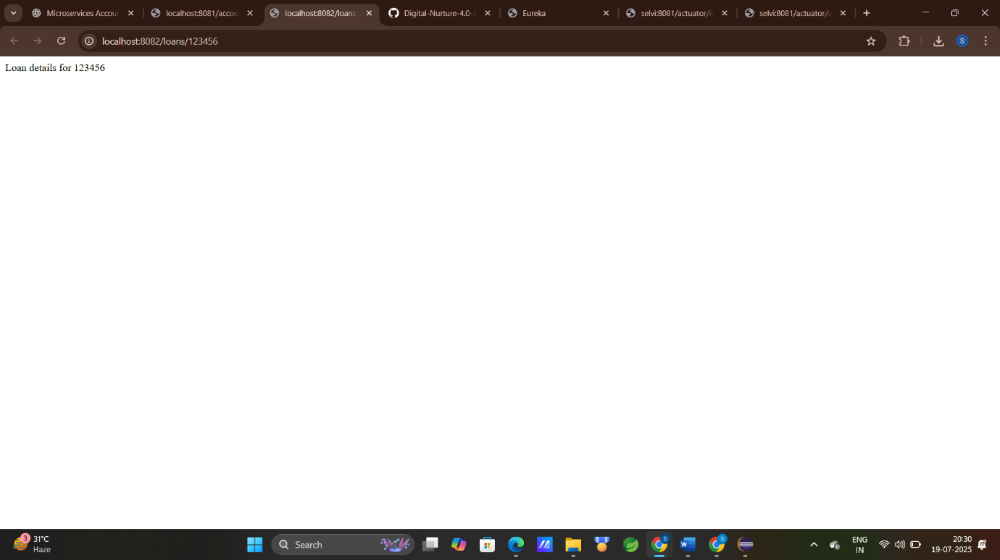 Microservices Accour
localhost:8081/accou
localhost:8082/loans/
Digital-Nurture-4.0-J
Eureka
selvi:8081/actuator/i
selvi:8081/actuator/i
localhost:8082/loans/123456
S
Loan details for 123456
3
31°C
Haze
Search
ENG
IN
20:30
19-07-2025